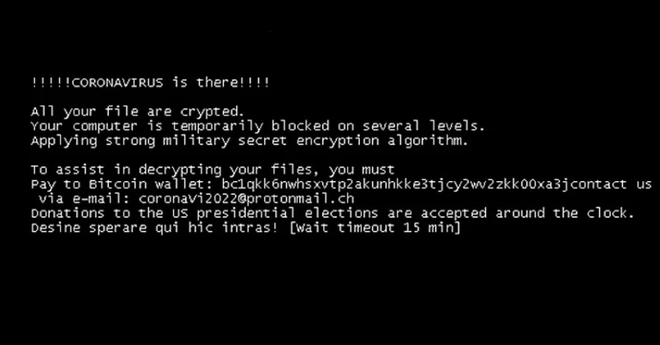 !!!!!CORONAVIRUS is there!!!!
All your file are crypted.
Your computer is temporarily blocked on several levels.
Applying strong military secret encryption algorithm.
To assist in decrypting your files, you must
Pay to Bitcoin wallet: bc1qkk6nwhsxvtp2akunhkke3tjcy2wv2zkk00xa3jcontact us
via e-mail: coronaVi2022@protonmail.ch
Donations to the US presidential elections are accepted around the clock.
Desine sperare qui hic intras! [Wait timeout 15 min]